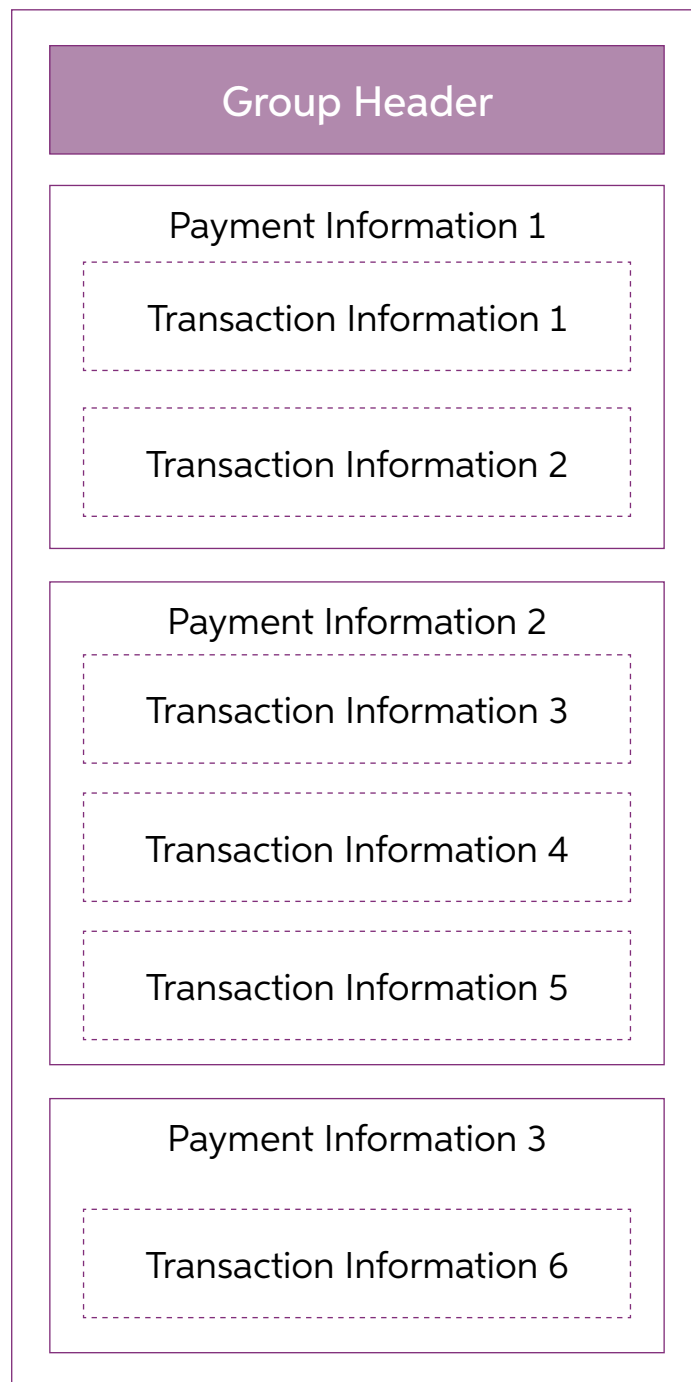 Group Header
Payment Information 1
Transaction Information 1
Transaction Information 2
Payment Information 2
Transaction Information 3
Transaction Information 4
Transaction Information 5
Payment Information 3
Transaction Information 6